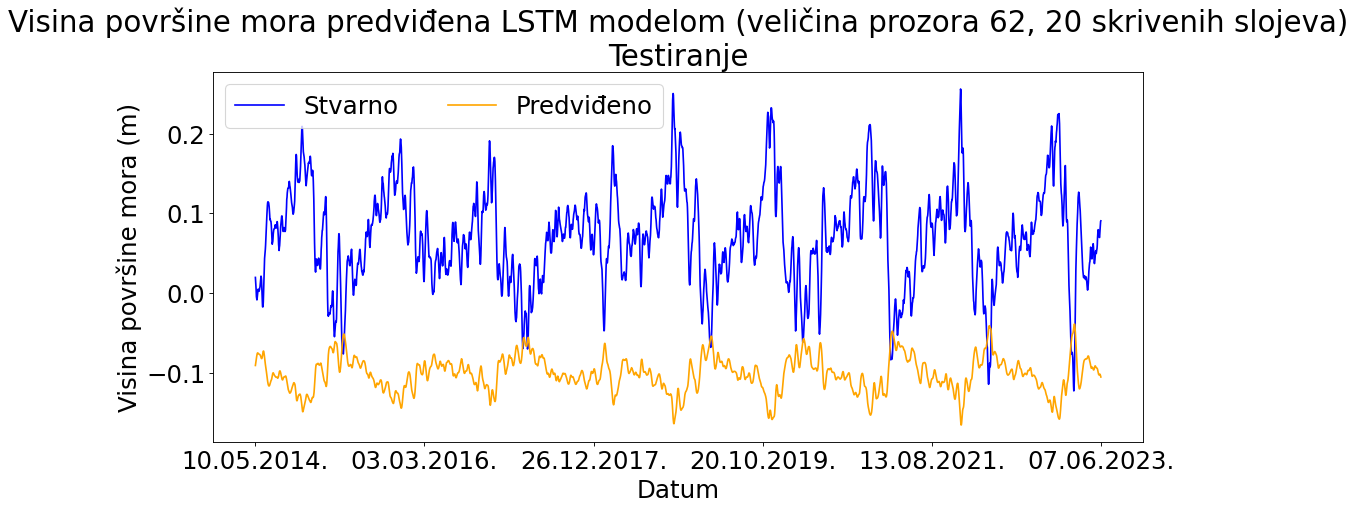 Visina površine mora predviđena LSTM modelom (veličina prozora 62, 20 skrivenih slojeva)
Testiranje
Stvarno Predviđeno
Visina površine mora (m)
0.2
0.1
0.0
−0.1
10.05.2014. 03.03.2016. 26.12.2017. 20.10.2019. 13.08.2021. 07.06.2023.
Datum